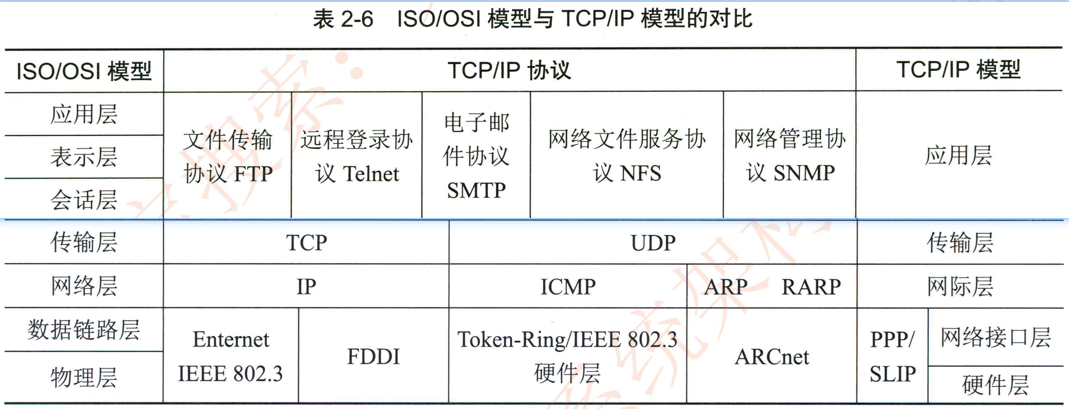 表 2-6 ISO/OSI 模型与 TCP/IP 模型的对比
ISO/OSI 模型 TCP/IP 协议 TCP/IP 模型
应用层
表示层
会话层
文件传输
协议 FTP
远程登录协
议 Telnet
电子邮
件协议
SMTP
网络文件服务协
议 NFS
网络管理协
议 SNMP
应用层
传输层 TCP UDP 传输层
网络层 IP ICMP ARP RARP 网际层
数据链路层
物理层
Enternet
IEEE 802.3
FDDI
Token-Ring/IEEE 802.3
硬件层
ARCnet
PPP/
SLIP
网络接口层
硬件层
搜索:
系统架构